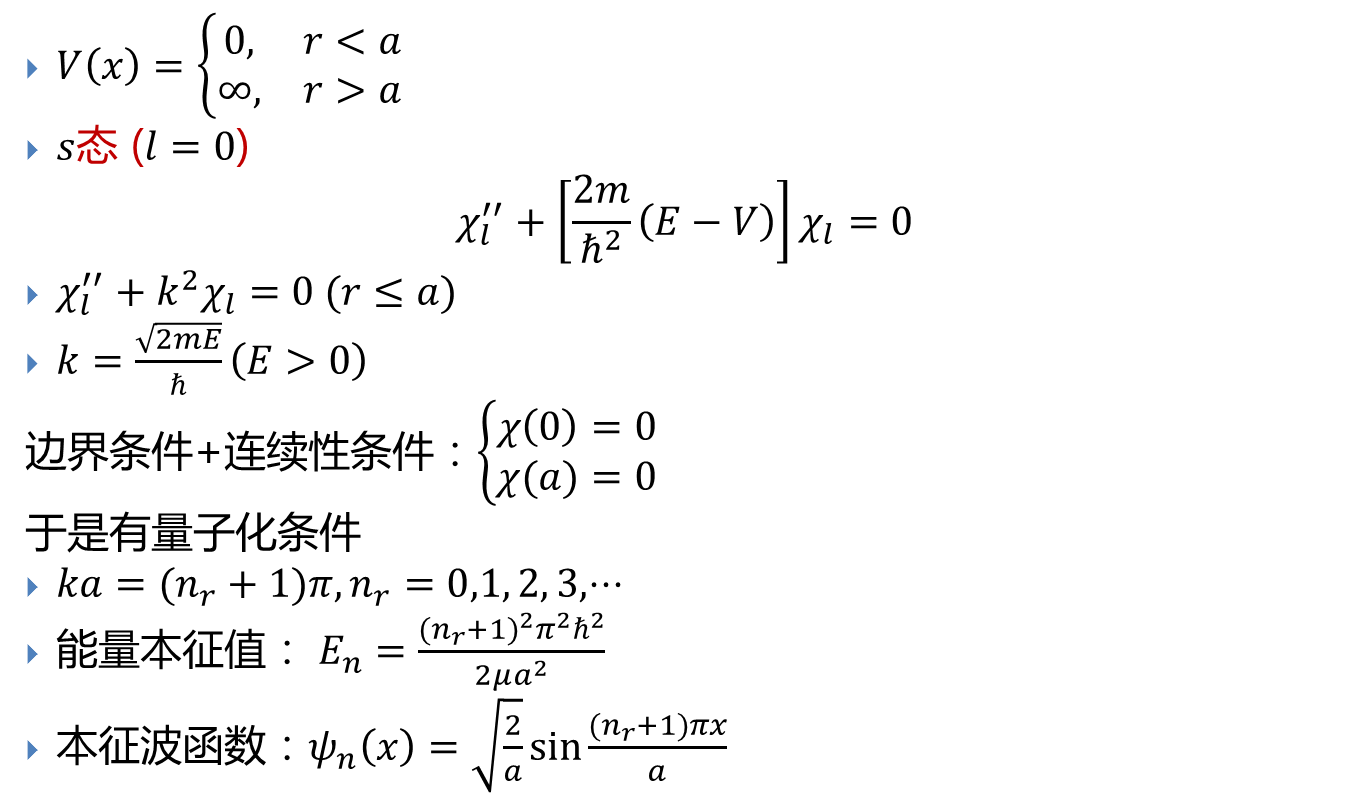 V(x) = { 0, r < a
∞, r > a
s态 (l = 0)
χ_l'' + [2m/ħ² (E − V)] χ_l = 0
χ_l'' + k²χ_l = 0 (r ≤ a)
k = √(2mE)/ħ (E > 0)
边界条件+连续性条件：{ χ(0) = 0
χ(a) = 0
于是有量子化条件
ka = (n_r + 1)π, n_r = 0,1, 2, 3,⋯
能量本征值： E_n = (n_r+1)²π²ħ² / 2μa²
本征波函数：ψ_n(x) = √(2/a) sin (n_r+1)πx / a